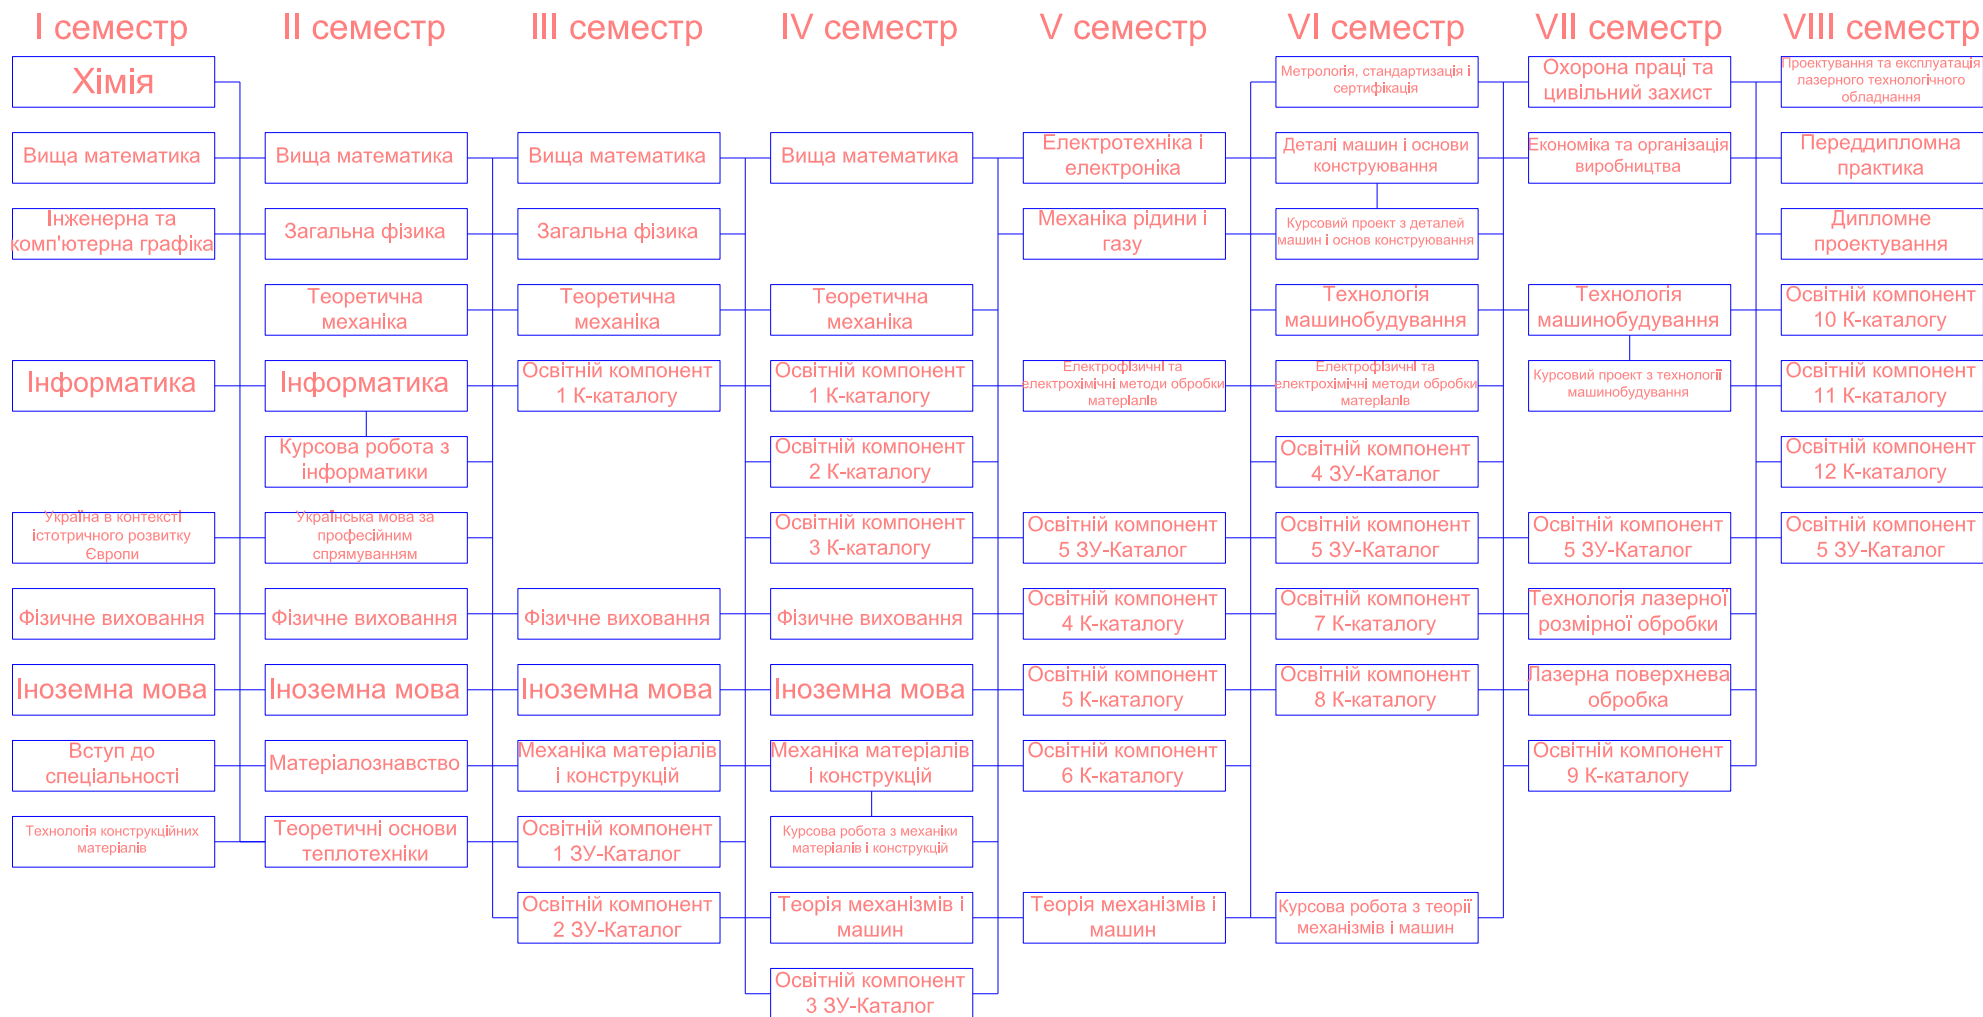 I семестр
II семестр
III семестр
IV семестр
V семестр
VI семестр
VII семестр
VIII семестр
Хімія
Метрологія, стандартизація і
сертифікація
Охорона праці та
цивільний захист
Проектування та експлуатація
лазерного технологічного
обладнання
Вища математика
Вища математика
Вища математика
Вища математика
Електротехніка і
електроніка
Деталі машин і основи
конструювання
Економіка та організація
виробництва
Переддипломна
практика
Інженерна та
комп'ютерна графіка
Загальна фізика
Загальна фізика
Механіка рідини і
газу
Курсовий проект з деталей
машин і основ конструювання
Дипломне
проектування
Теоретична
механіка
Теоретична
механіка
Теоретична
механіка
Технологія
машинобудування
Технологія
машинобудування
Освітній компонент
10 К-каталогу
Інформатика
Інформатика
Освітній компонент
1 К-каталогу
Освітній компонент
1 К-каталогу
Електрофізичні та
електрохімічні методи обробки
матеріалів
Електрофізичні та
електрохімічні методи обробки
матеріалів
Курсовий проект з технології
машинобудування
Освітній компонент
11 К-каталогу
Курсова робота з
інформатики
Освітній компонент
2 К-каталогу
Освітній компонент
4 ЗУ-Каталог
Освітній компонент
12 К-каталогу
Україна в контексті
істотричного розвитку
Європи
Українська мова за
професійним
спрямуванням
Освітній компонент
3 К-каталогу
Освітній компонент
5 ЗУ-Каталог
Освітній компонент
5 ЗУ-Каталог
Освітній компонент
5 ЗУ-Каталог
Освітній компонент
5 ЗУ-Каталог
Фізичне виховання
Фізичне виховання
Фізичне виховання
Фізичне виховання
Освітній компонент
4 К-каталогу
Освітній компонент
7 К-каталогу
Технологія лазерної
розмірної обробки
Іноземна мова
Іноземна мова
Іноземна мова
Іноземна мова
Освітній компонент
5 К-каталогу
Освітній компонент
8 К-каталогу
Лазерна поверхнева
обробка
Вступ до
спеціальності
Матеріалознавство
Механіка матеріалів
і конструкцій
Механіка матеріалів
і конструкцій
Освітній компонент
6 К-каталогу
Освітній компонент
9 К-каталогу
Технологія конструкційних
матеріалів
Теоретичні основи
теплотехніки
Освітній компонент
1 ЗУ-Каталог
Курсова робота з механіки
матеріалів і конструкцій
Освітній компонент
2 ЗУ-Каталог
Теорія механізмів і
машин
Теорія механізмів і
машин
Курсова робота з теорії
механізмів і машин
Освітній компонент
3 ЗУ-Каталог